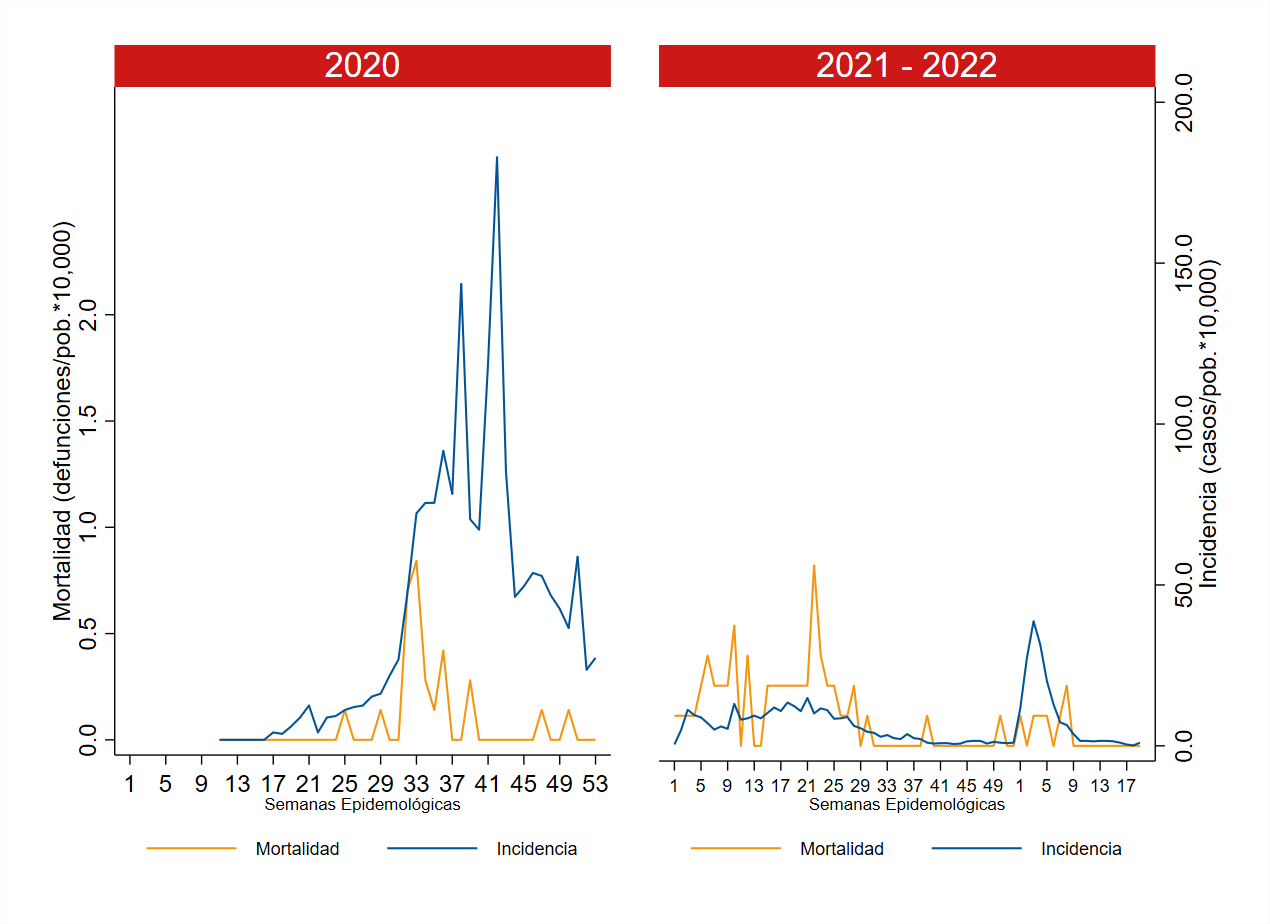 2020
2021 - 2022
Mortalidad (defunciones/pob.*10,000)
2.0
1.5
1.0
0.5
0.0
1 5 9 13 17 21 25 29 33 37 41 45 49 53
Semanas Epidemológicas
Mortalidad Incidencia
200.0
150.0
100.0
50.0
0.0
Incidencia (casos/pob.*10,000)
1 5 9 13 17 21 25 29 33 37 41 45 49 1 5 9 13 17
Semanas Epidemológicas
Mortalidad Incidencia